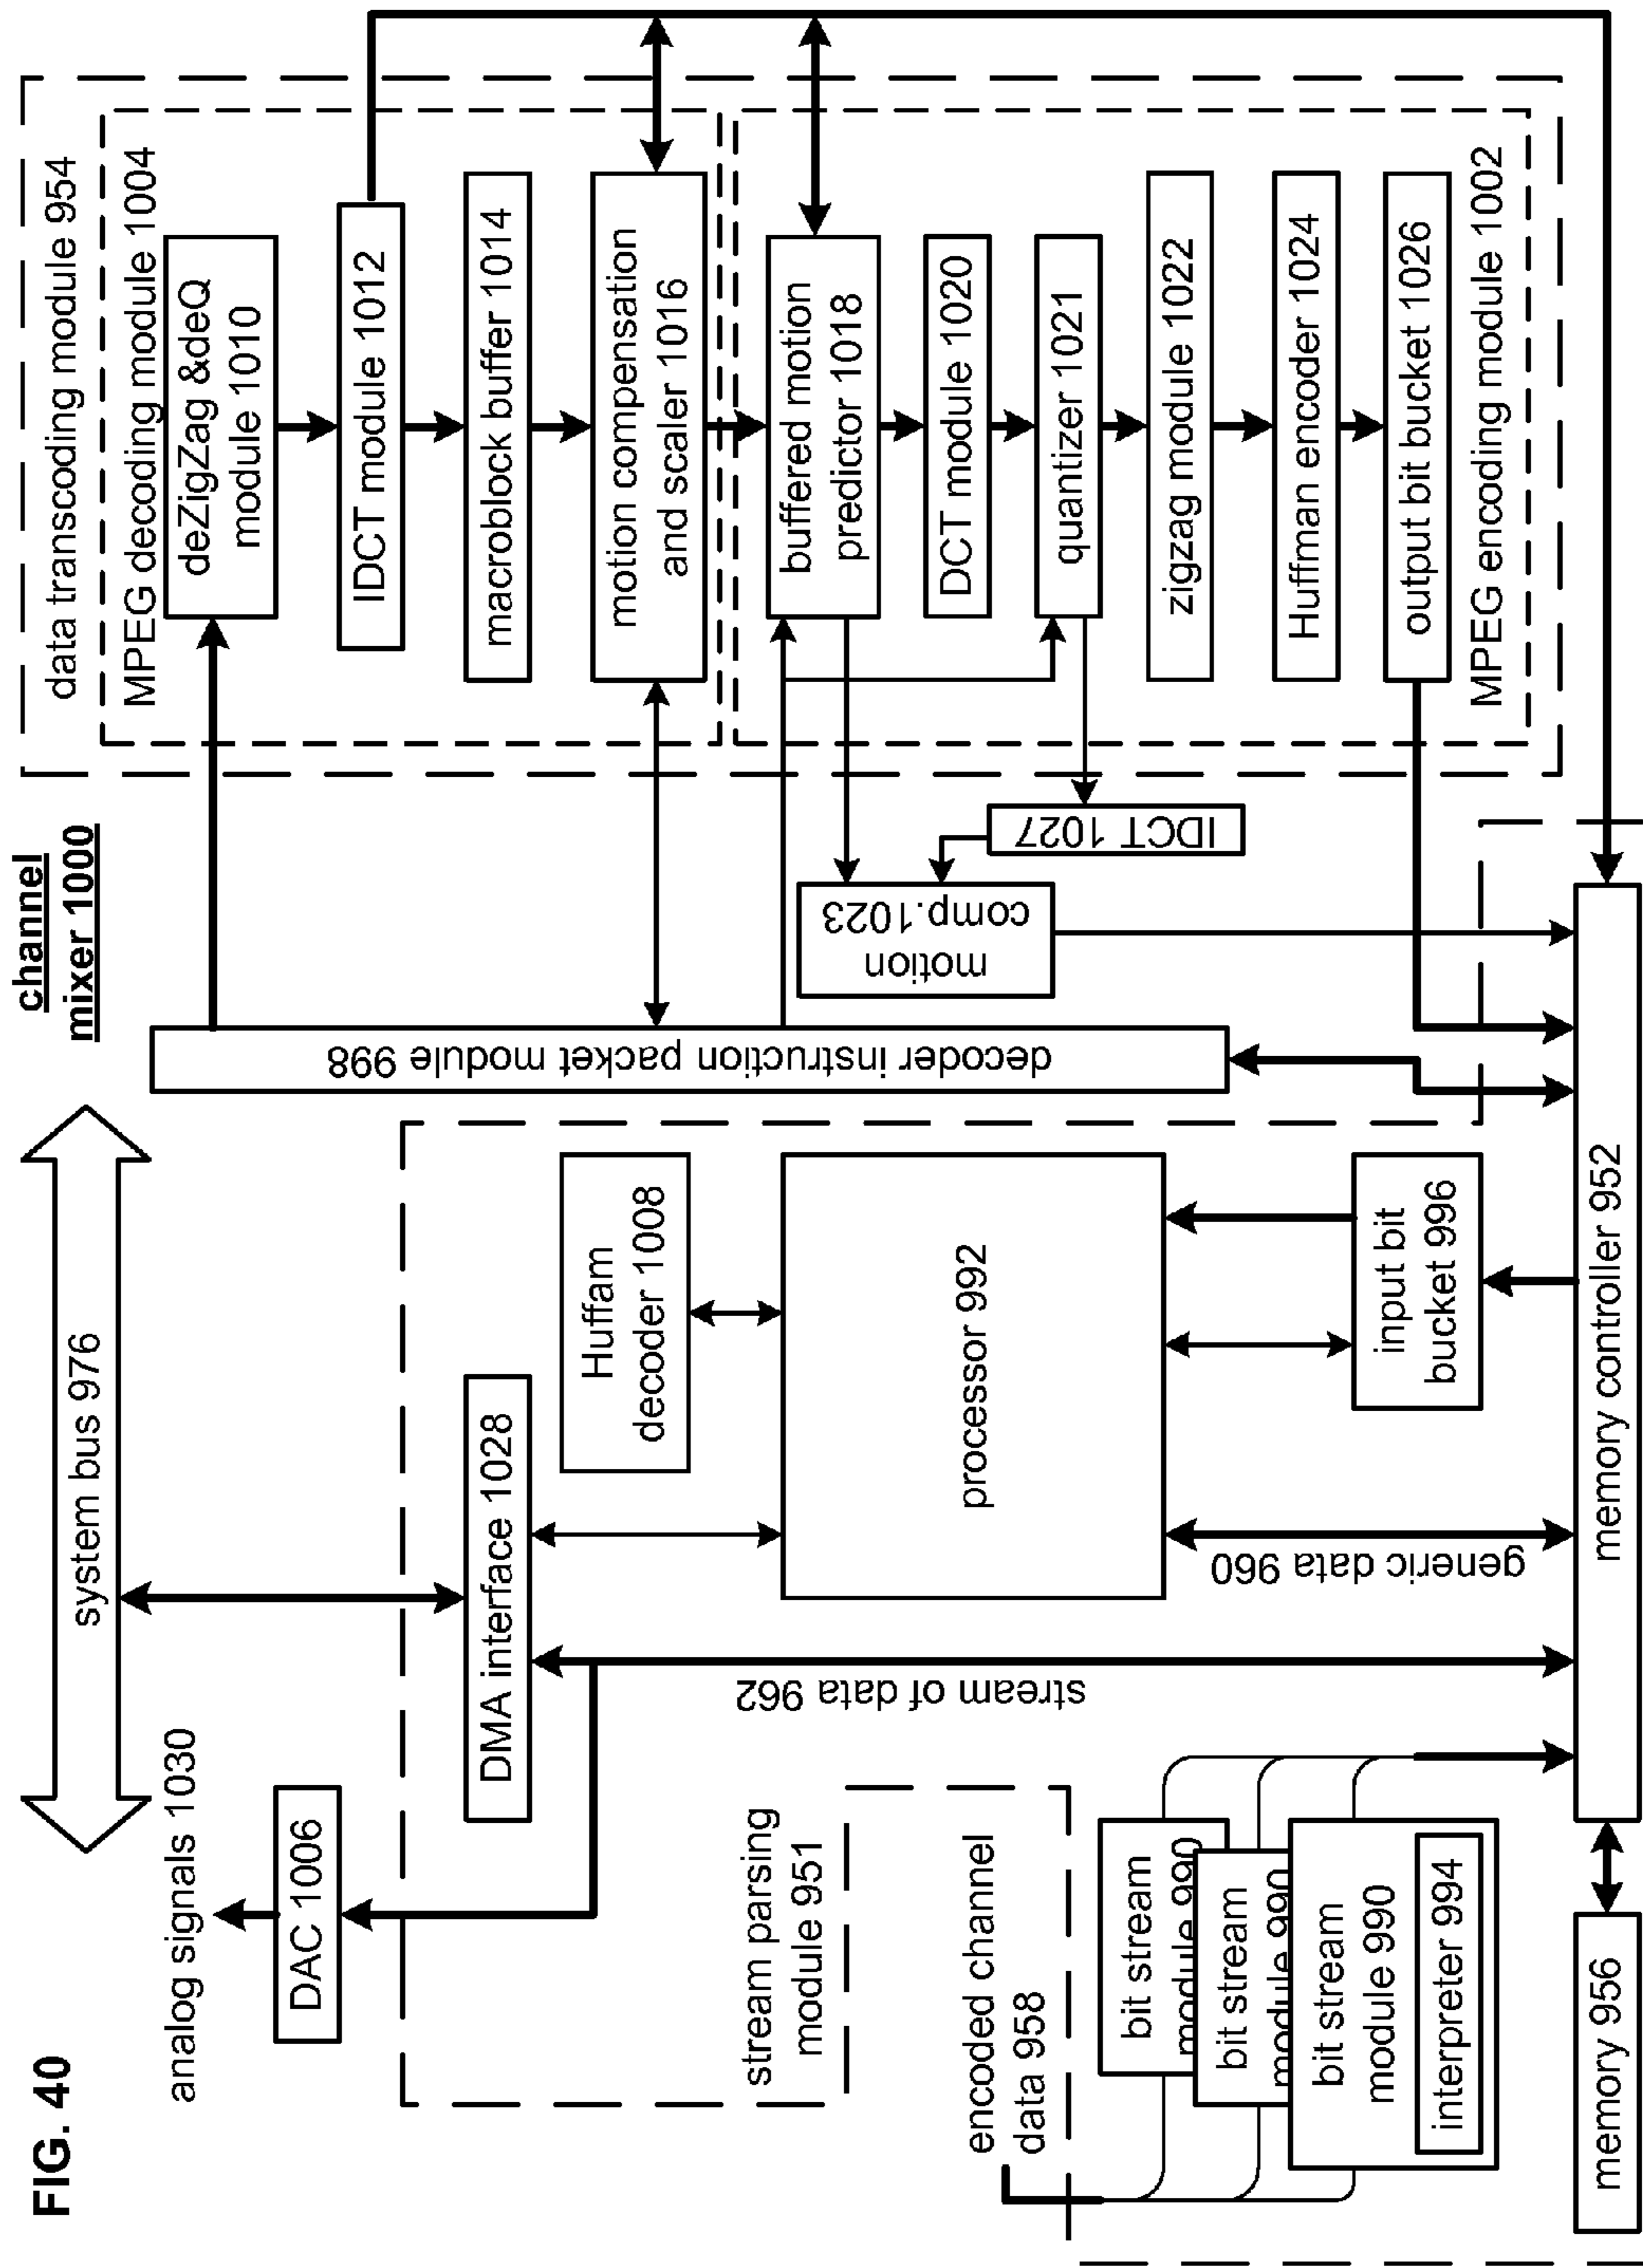 FIG. 40
analog signals 1030
system bus 976
channel
mixer 1000
DAC 1006
data transcoding module 954
MPEG decoding module 1004
deZigZag &deQ
module 1010
IDCT module 1012
macroblock buffer 1014
motion compensation
and scaler 1016
DMA interface 1028
Huffam
decoder 1008
decoder instruction packet module 998
stream parsing
module 951
stream of data 962
processor 992
motion
comp.1023
IDCT 1027
buffered motion
predictor 1018
DCT module 1020
quantizer 1021
zigzag module 1022
Huffman encoder 1024
output bit bucket 1026
MPEG encoding module 1002
encoded channel
data 958
bit stream
module 990
bit stream
module 990
bit stream
module 990
interpreter 994
generic data 960
input bit
bucket 996
memory 956
memory controller 952